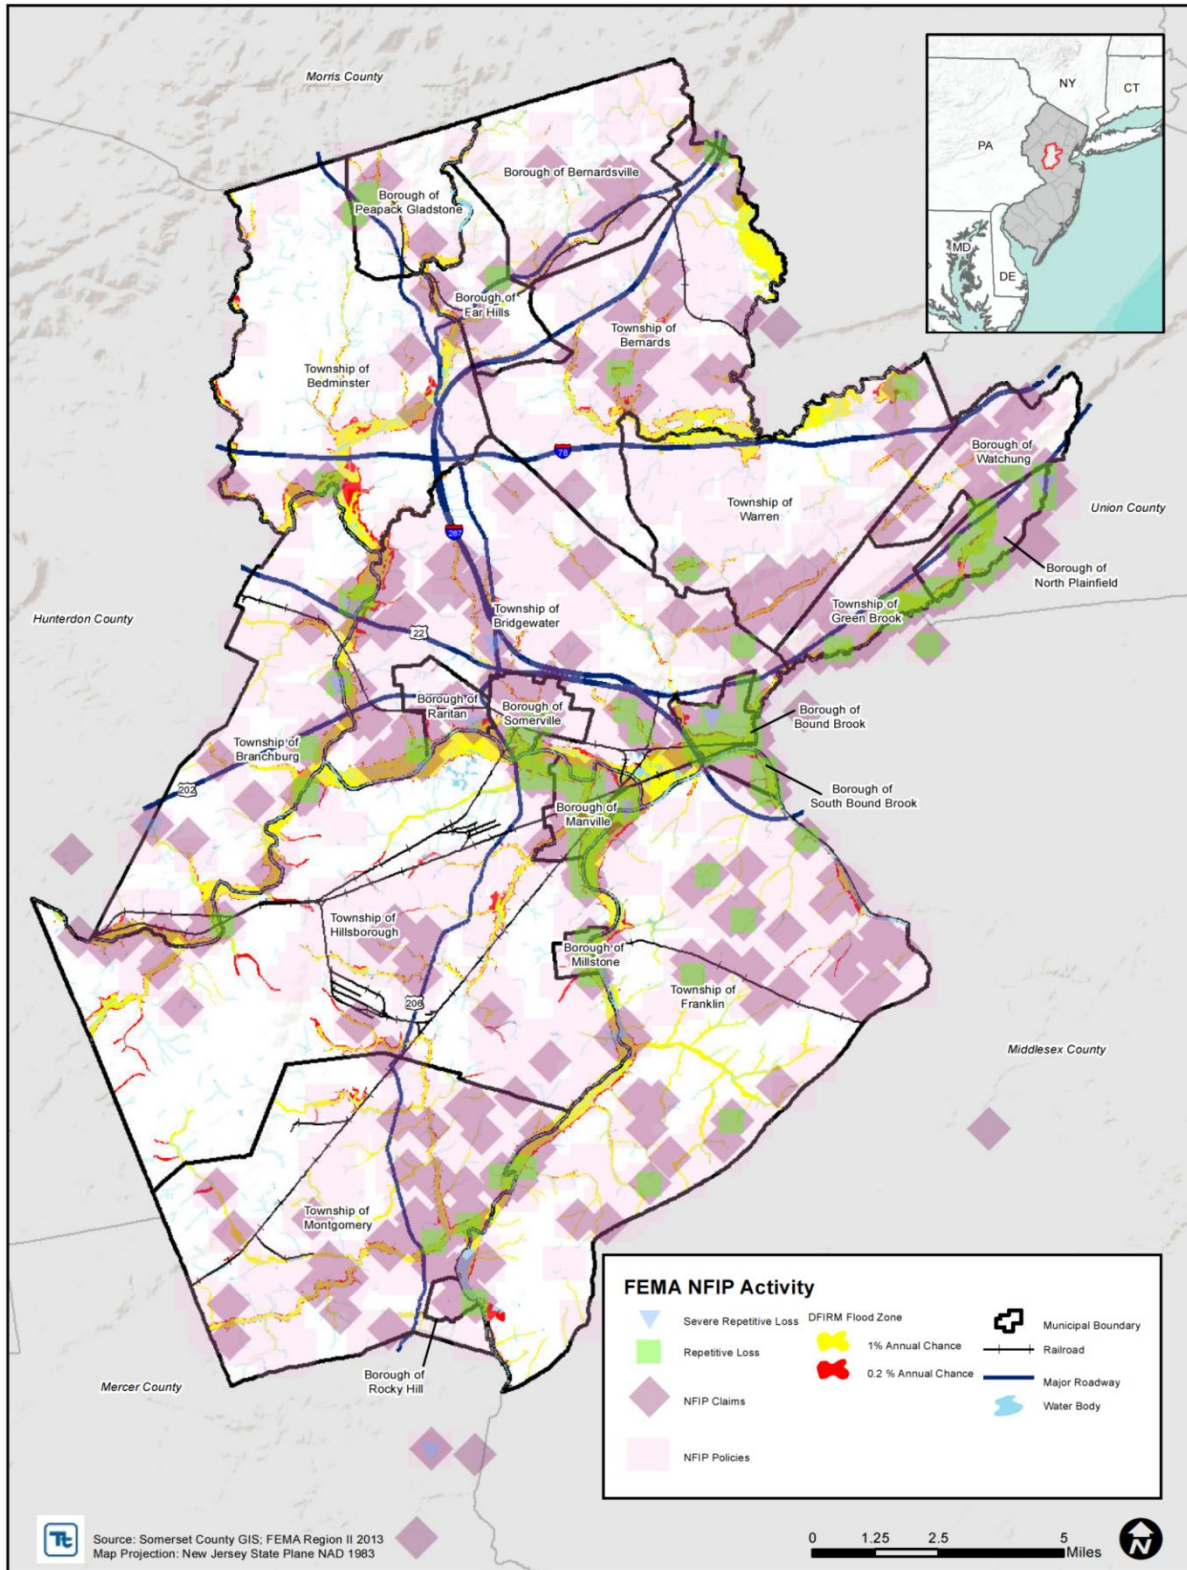 Morris County
NY
CT
PA
MD
DE
Borough of
Peapack Gladstone
Borough of Bernardsville
Borough of
Far Hills
Township of
Bernards
Township of
Bedminster
78
Borough of
Watchung
Township of
Warren
Union County
287
Borough of
North Plainfield
Hunterdon County
Township of
Bridgewater
Township of
Green Brook
22
Borough of
Raritan
Borough of
Somerville
Borough of
Bound Brook
Township of
Branchburg
202
Borough of
South Bound Brook
Borough of
Manville
Township of
Hillsborough
Borough of
Millstone
Township of
Franklin
206
Middlesex County
Township of
Montgomery
Borough of
Rocky Hill
Mercer County
FEMA NFIP Activity
Severe Repetitive Loss
Repetitive Loss
NFIP Claims
NFIP Policies
DFIRM Flood Zone
1% Annual Chance
0.2 % Annual Chance
Municipal Boundary
Railroad
Major Roadway
Water Body
Tt
Source: Somerset County GIS; FEMA Region II 2013
Map Projection: New Jersey State Plane NAD 1983
0 1.25 2.5 5
Miles
N